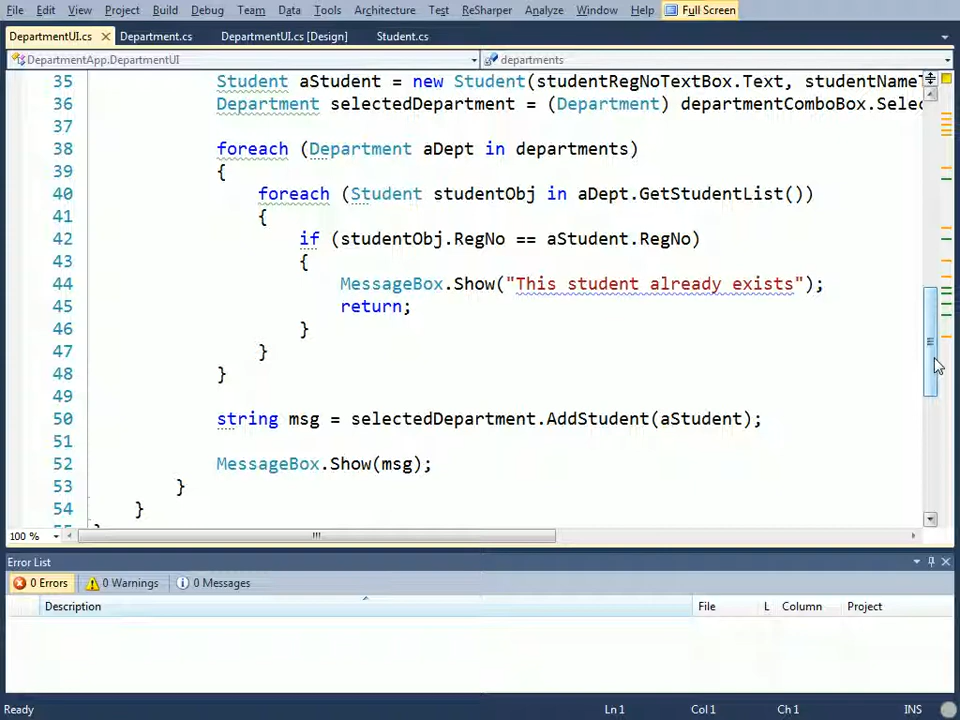 File Edit View Project Build Debug Team Data Tools Architecture Test ReSharper Analyze Window Help Full Screen
DepartmentUI.cs Department.cs DepartmentUI.cs [Design] Student.cs
DepartmentApp.DepartmentUI departments
35 Student aStudent = new Student(studentRegNoTextBox.Text, studentNameT
36 Department selectedDepartment = (Department) departmentComboBox.Selec
37
38 foreach (Department aDept in departments)
39 {
40 foreach (Student studentObj in aDept.GetStudentList())
41 {
42 if (studentObj.RegNo == aStudent.RegNo)
43 {
44 MessageBox.Show("This student already exists");
45 return;
46 }
47 }
48 }
49
50 string msg = selectedDepartment.AddStudent(aStudent);
51
52 MessageBox.Show(msg);
53 }
54 }
100 %
Error List
0 Errors 0 Warnings 0 Messages
Description File L Column Project
Ready Ln 1 Col 1 Ch 1 INS